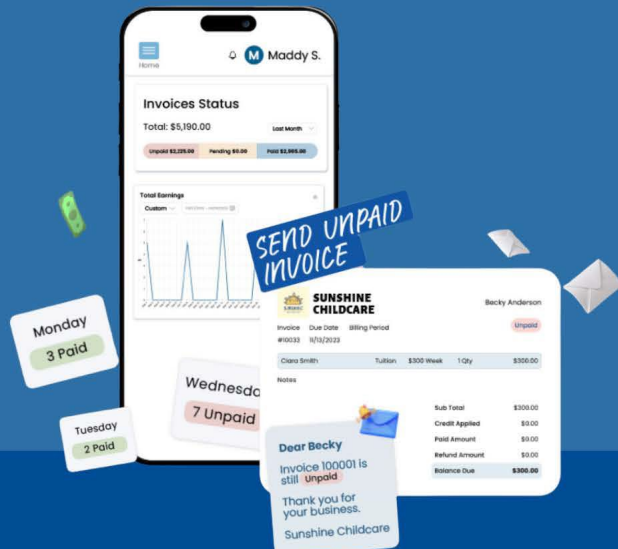 Home
M Maddy S.
Invoices Status
Total: $5,190.00
Last Month
Unpaid $2,225.00 Pending $0.00 Paid $2,965.00
Total Earnings
Custom
SEND UNPAID
INVOICE
Monday
3 Paid
Tuesday
2 Paid
Wednesda
7 Unpaid
SUNSHINE
CHILDCARE
Becky Anderson
Invoice Due Date Billing Period
Unpaid
#10033 11/13/2023
Clara Smith Tuition $300 Week 1 Qty $300.00
Notes
Sub Total $300.00
Credit Applied $0.00
Paid Amount $0.00
Refund Amount $0.00
Balance Due $300.00
Dear Becky
Invoice 100001 is
still Unpaid
Thank you for
your business.
Sunshine Childcare